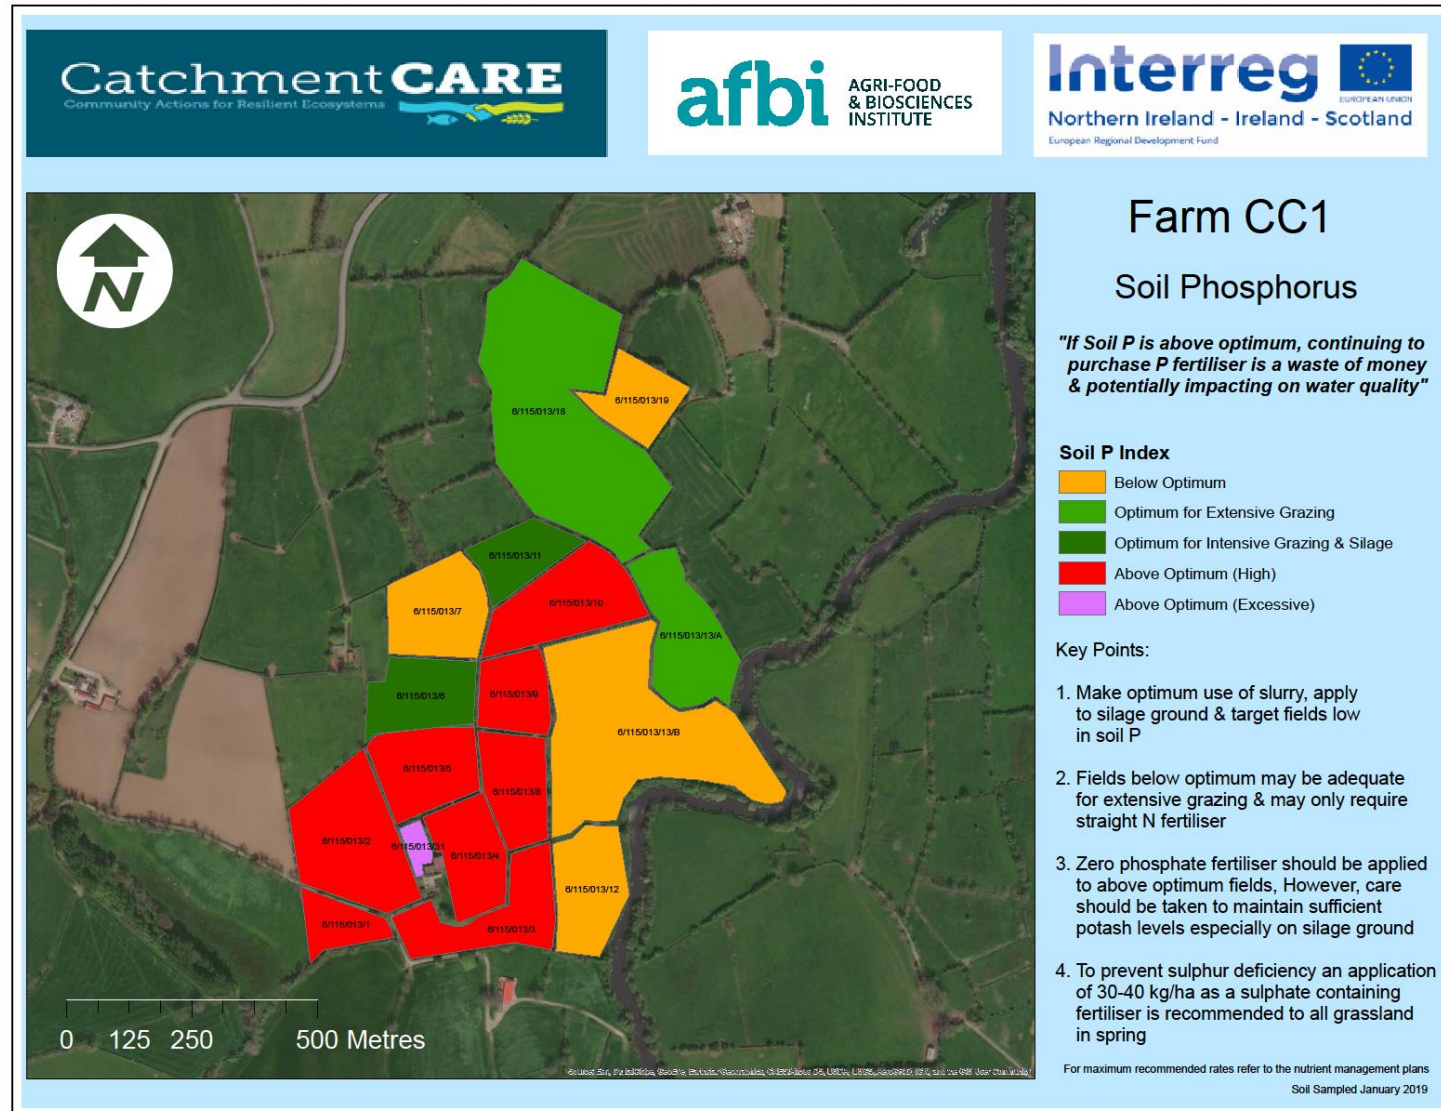 Catchment CARE
Community Actions for Resilient Ecosystems
afbi
AGRI-FOOD
& BIOSCIENCES
INSTITUTE
Interreg
EUROPEAN UNION
Northern Ireland - Ireland - Scotland
European Regional Development Fund
N
6/115/013/18
6/115/013/19
6/115/013/11
6/115/013/10
6/115/013/7
6/115/013/13/A
6/115/013/6
6/115/013/9
6/115/013/13/B
6/115/013/5
6/115/013/8
6/115/013/2
6/115/013/31
6/115/013/4
6/115/013/12
6/115/013/1
6/115/013/3
0 125 250 500 Metres
Farm CC1
Soil Phosphorus
"If Soil P is above optimum, continuing to
purchase P fertiliser is a waste of money
& potentially impacting on water quality"
Soil P Index
Below Optimum
Optimum for Extensive Grazing
Optimum for Intensive Grazing & Silage
Above Optimum (High)
Above Optimum (Excessive)
Key Points:
1. Make optimum use of slurry, apply
to silage ground & target fields low
in soil P
2. Fields below optimum may be adequate
for extensive grazing & may only require
straight N fertiliser
3. Zero phosphate fertiliser should be applied
to above optimum fields, However, care
should be taken to maintain sufficient
potash levels especially on silage ground
4. To prevent sulphur deficiency an application
of 30-40 kg/ha as a sulphate containing
fertiliser is recommended to all grassland
in spring
For maximum recommended rates refer to the nutrient management plans
Soil Sampled January 2019